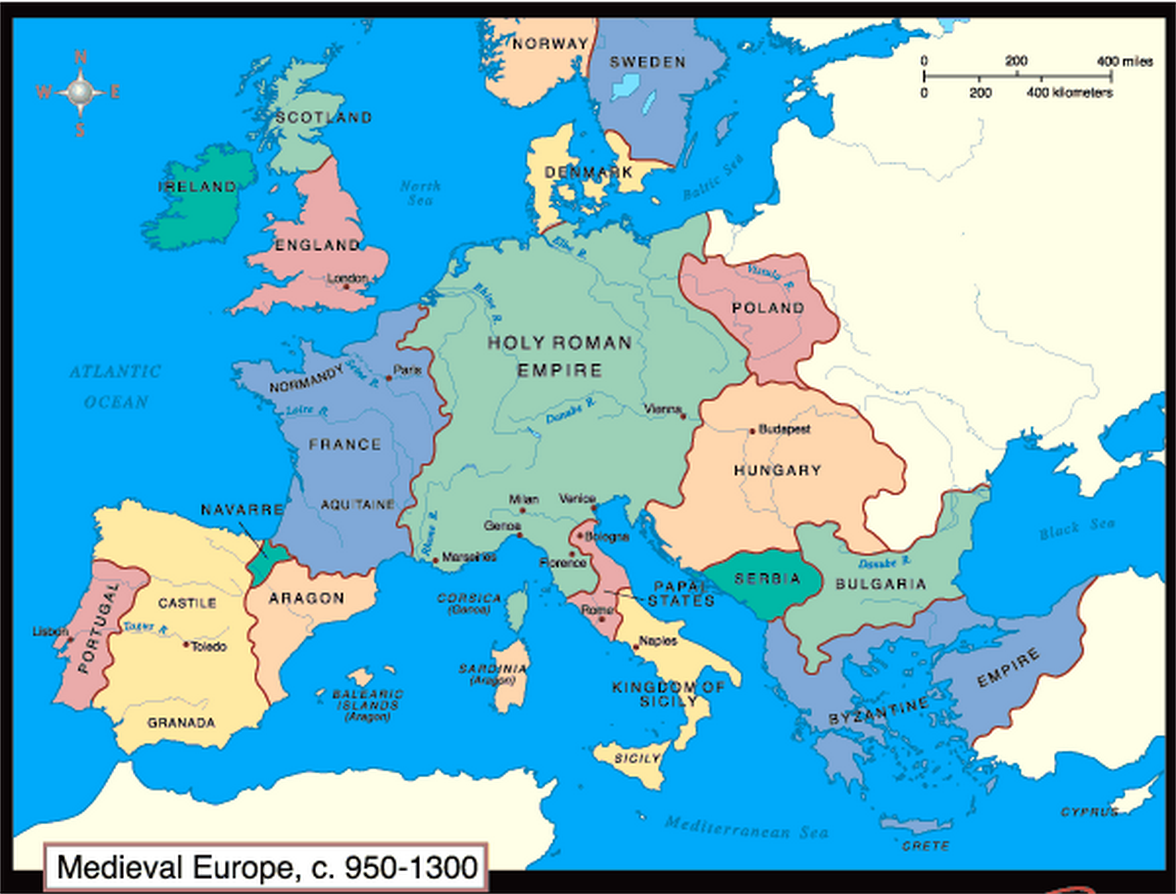 N
W E
S
NORWAY
SWEDEN
0 200 400 miles
0 200 400 kilometers
SCOTLAND
IRELAND
North
Sea
DENMARK
Baltic Sea
ENGLAND
London
Elbe R.
Rhine R.
Vistula R.
POLAND
HOLY ROMAN
EMPIRE
ATLANTIC
OCEAN
NORMANDY
Seine R.
Paris
Loire R.
Danube R.
Vienna
Budapest
FRANCE
HUNGARY
AQUITAINE
NAVARRE
Milan
Venice
Genoa
Rhone R.
Bologna
Black Sea
Marseilles
Florence
Danube R.
SERBIA
BULGARIA
PAPAL
STATES
CORSICA
(Genoa)
ARAGON
CASTILE
PORTUGAL
Rome
Lisbon
Tagus R.
Toledo
Naples
SARDINIA
(Aragon)
EMPIRE
BALEARIC
ISLANDS
(Aragon)
KINGDOM OF
SICILY
BYZANTINE
GRANADA
SICILY
CYPRUS
Mediterranean Sea
CRETE
Medieval Europe, c. 950-1300